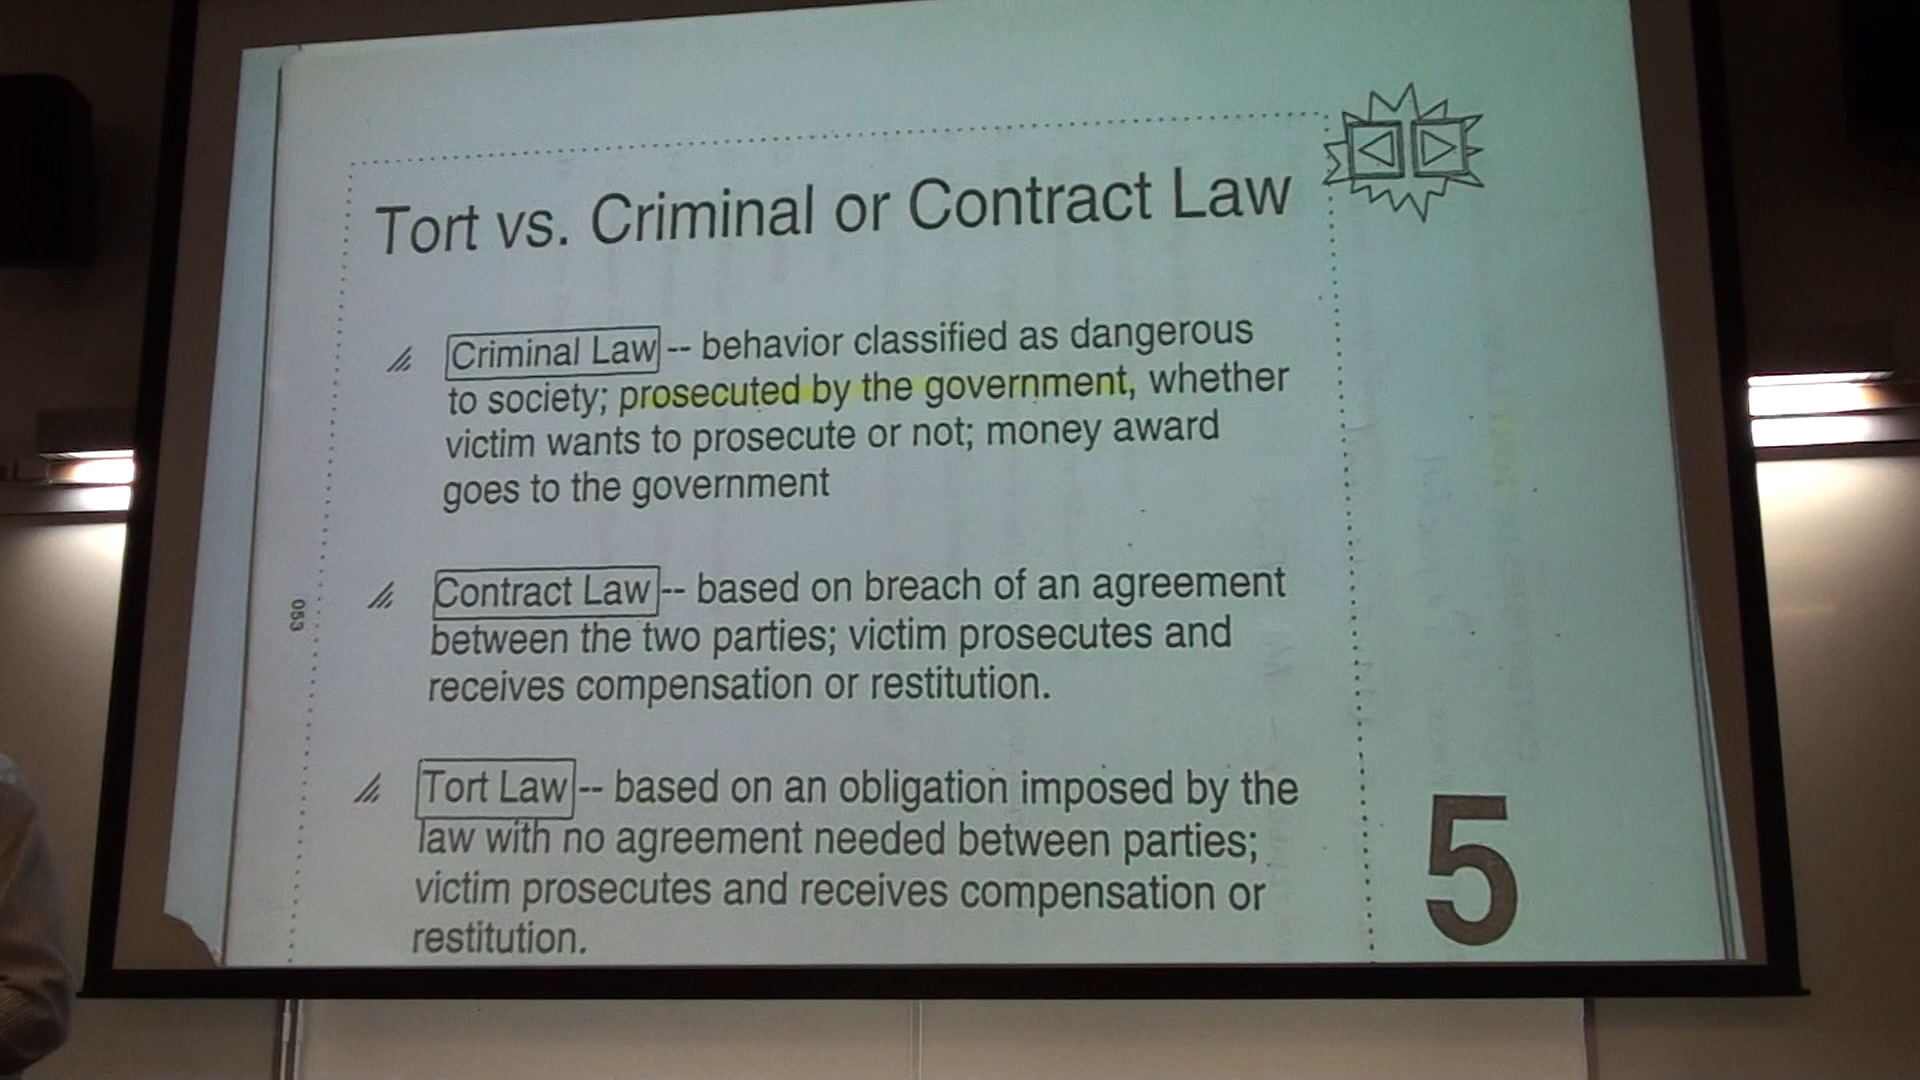 Tort vs. Criminal or Contract Law
Criminal Law -- behavior classified as dangerous
to society; prosecuted by the government, whether
victim wants to prosecute or not; money award
goes to the government
053
Contract Law -- based on breach of an agreement
between the two parties; victim prosecutes and
receives compensation or restitution.
Tort Law -- based on an obligation imposed by the
law with no agreement needed between parties;
victim prosecutes and receives compensation or
restitution.
5